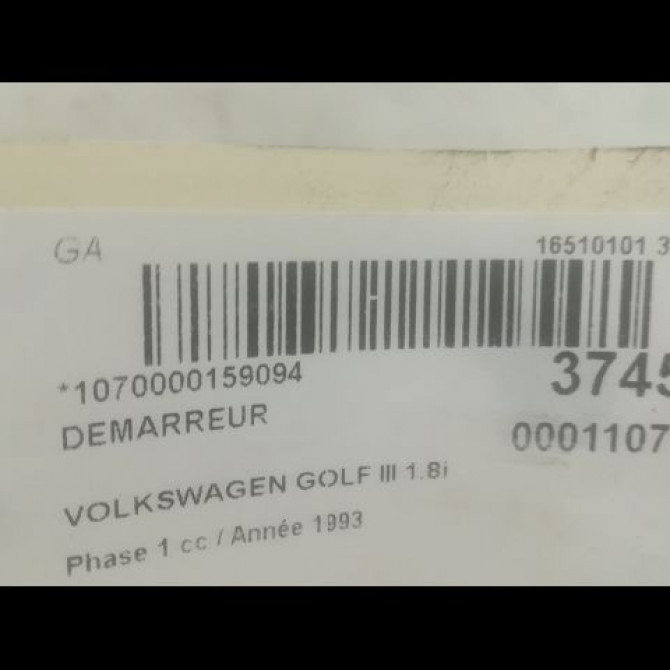 GA
16510101 3
*1070000159094
3745
DEMARREUR
0001107
VOLKSWAGEN GOLF III 1.8i
Phase 1 cc / Année 1993